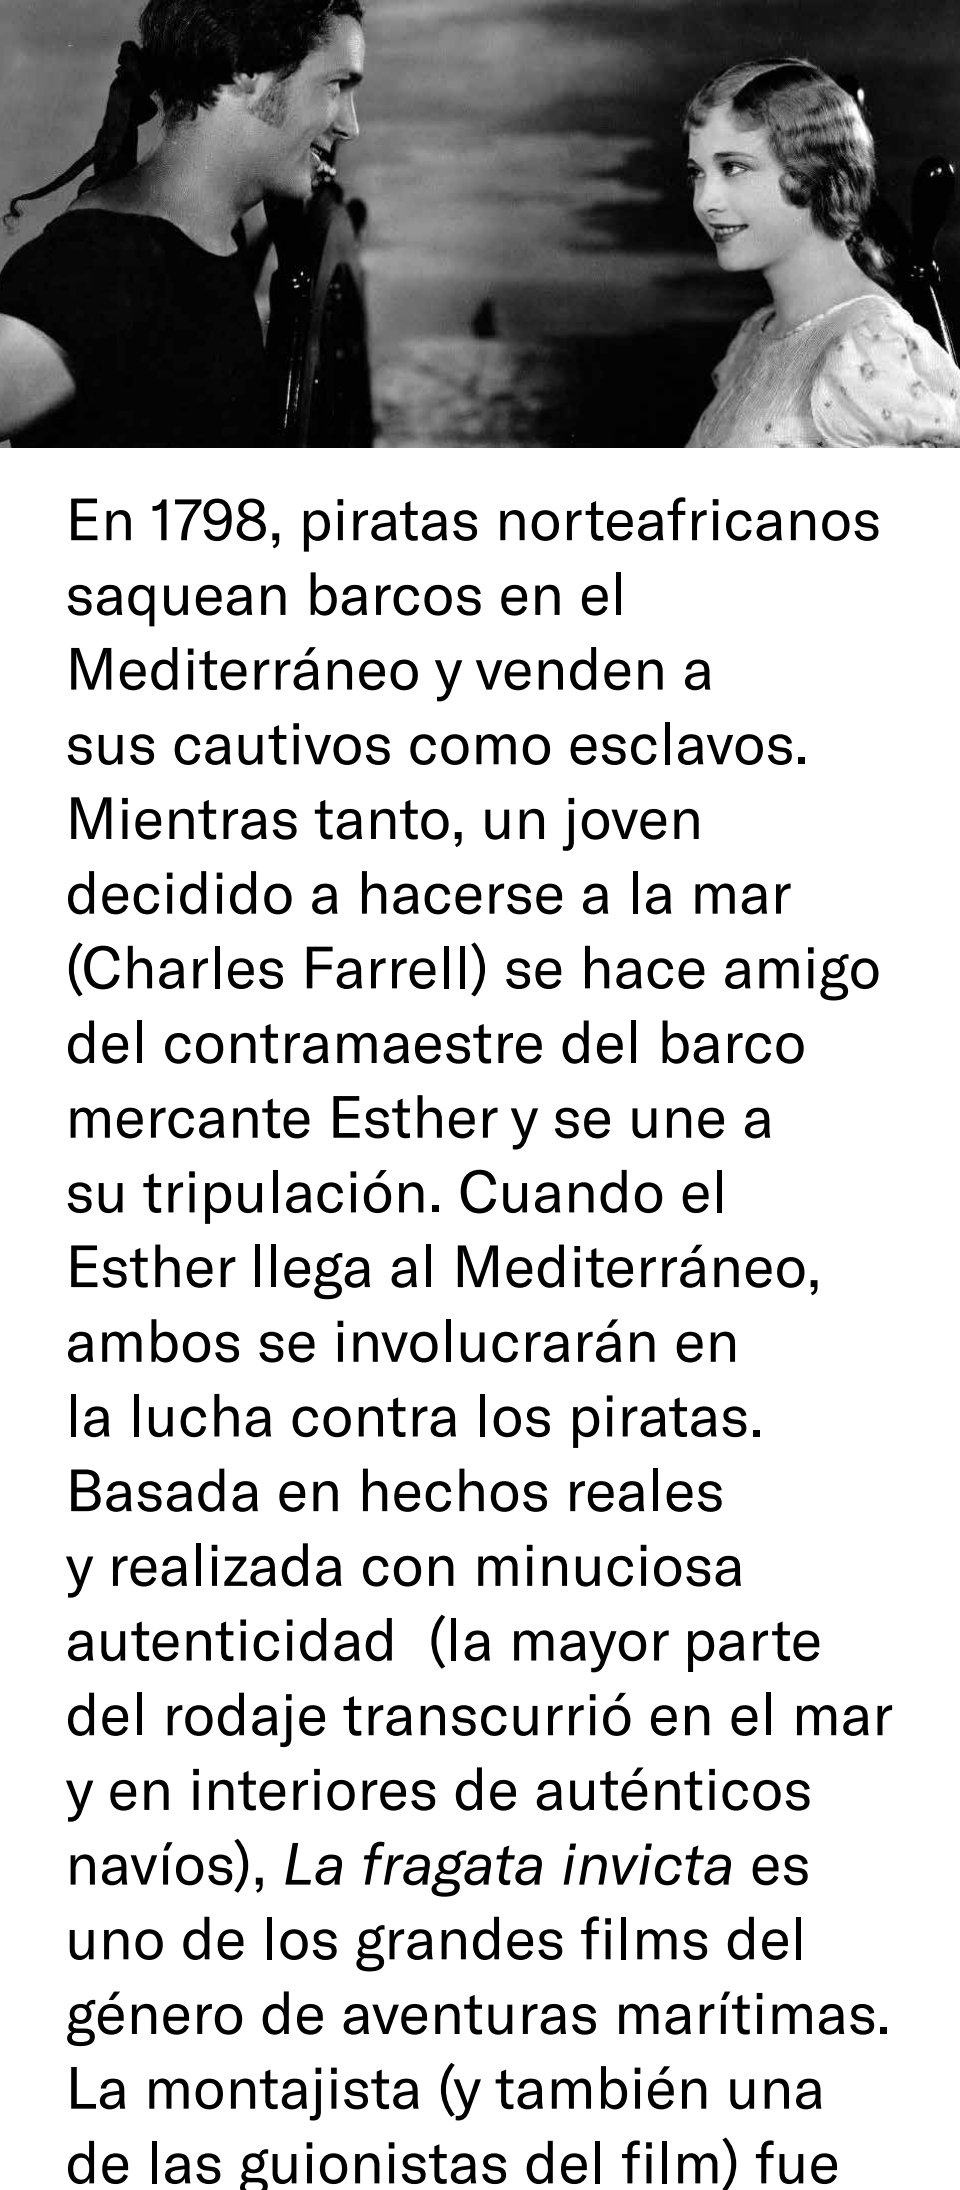 En 1798, piratas norteafricanos
saquean barcos en el
Mediterráneo y venden a
sus cautivos como esclavos.
Mientras tanto, un joven
decidido a hacerse a la mar
(Charles Farrell) se hace amigo
del contramaestre del barco
mercante Esther y se une a
su tripulación. Cuando el
Esther llega al Mediterráneo,
ambos se involucrarán en
la lucha contra los piratas.
Basada en hechos reales
y realizada con minuciosa
autenticidad  (la mayor parte
del rodaje transcurrió en el mar
y en interiores de auténticos
navíos), La fragata invicta es
uno de los grandes films del
género de aventuras marítimas.
La montajista (y también una
de las guionistas del film) fue